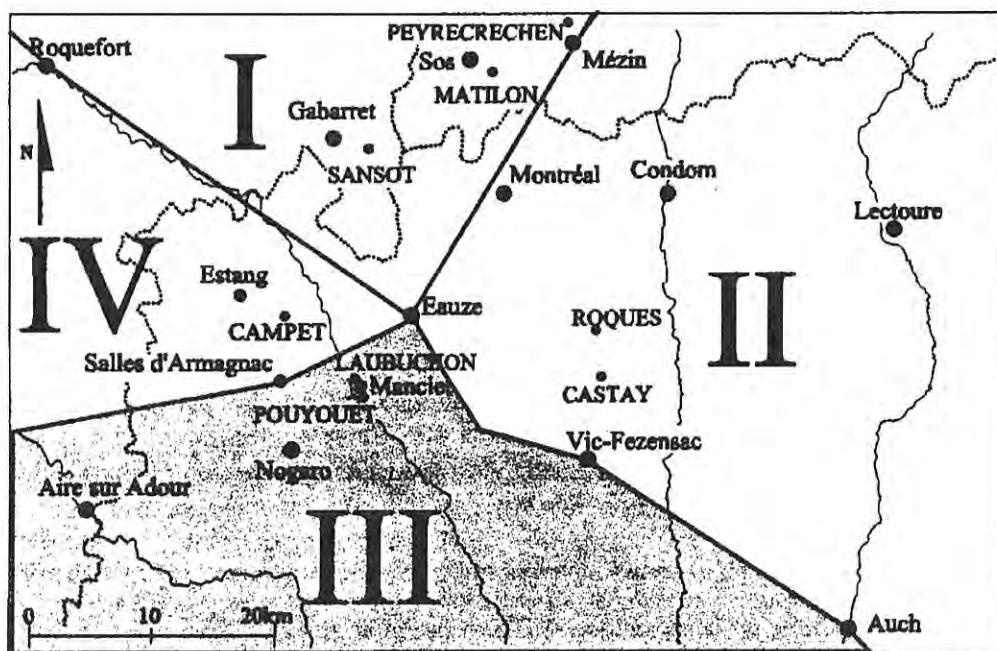 PEYRECRECHEN
Roquefort
I
Sos
Mézin
MATILON
Gabarret
N
SANSOT
Montréal
Condom
Lectoure
IV
Estang
II
Eauze
ROQUES
CAMPET
Salles d'Armagnac
LAUBUCHON
Manciet
CASTAY
POUYOUET
Vic-Fezensac
Nogaro
Aire sur Adour
III
0 10 20km
Auch